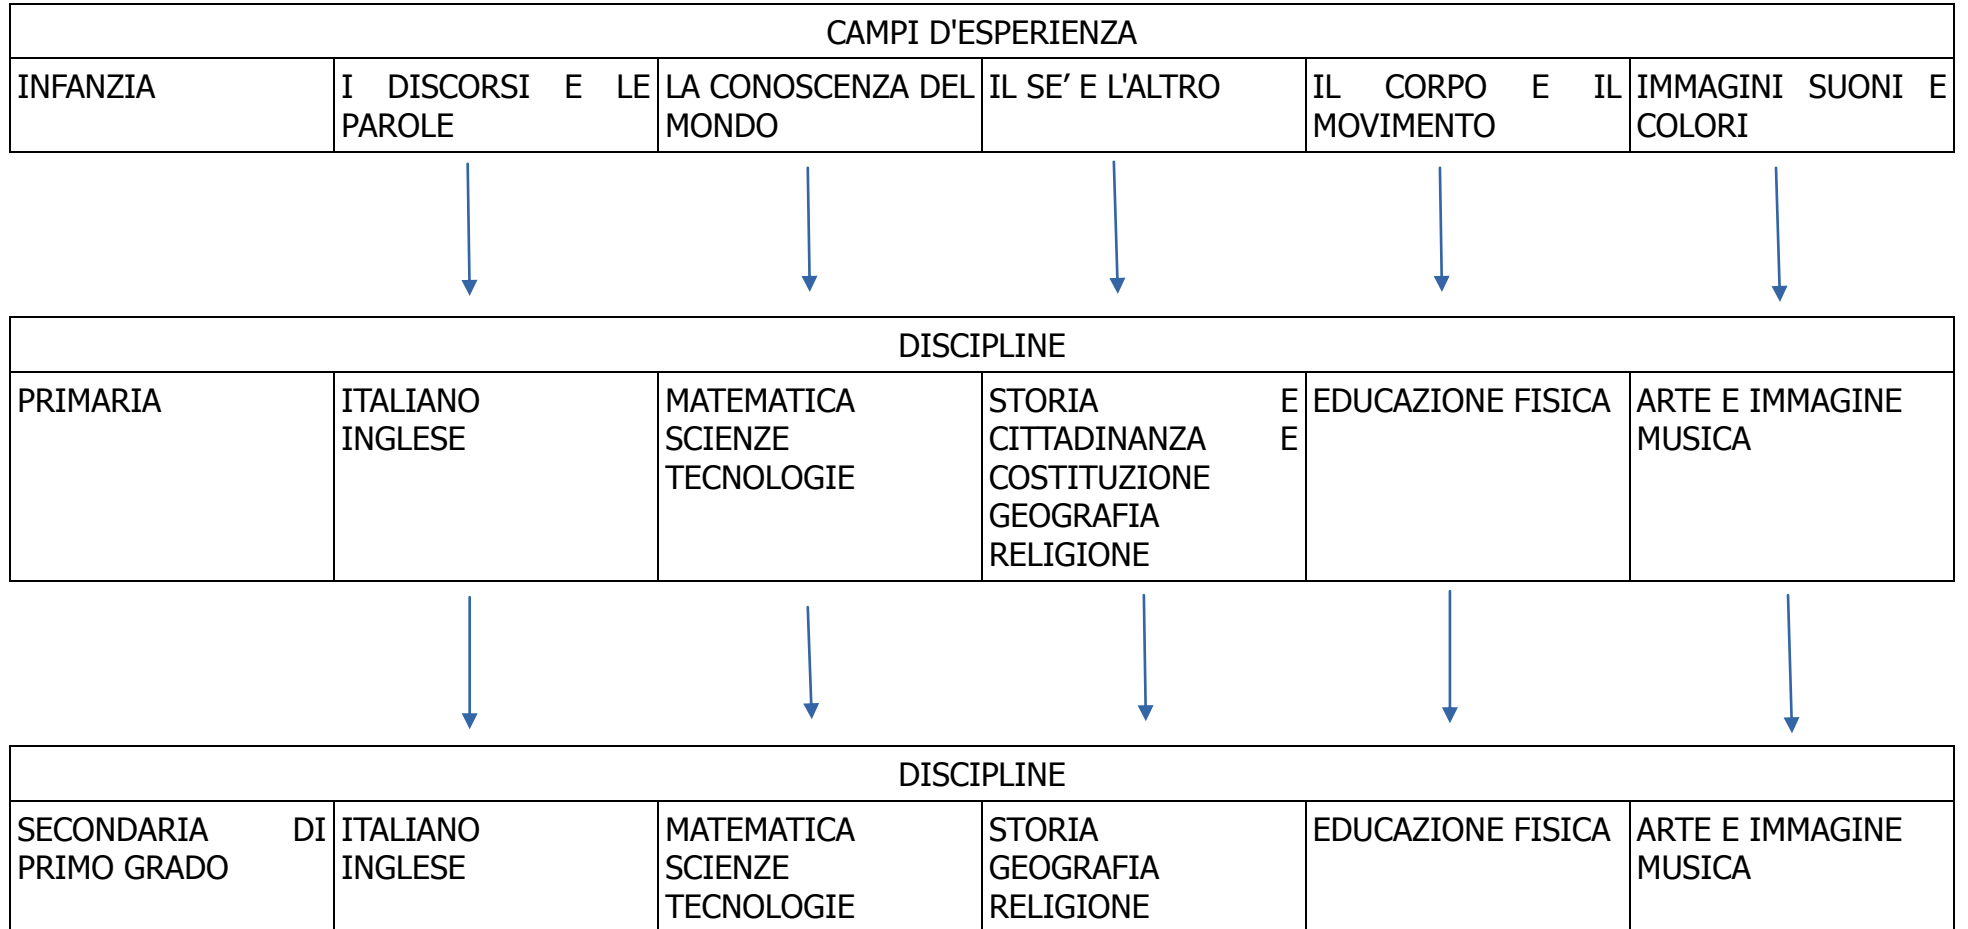 CAMPI D'ESPERIENZA
INFANZIA
I DISCORSI E LE
PAROLE
LA CONOSCENZA DEL
MONDO
IL SE’ E L'ALTRO
IL CORPO E IL
MOVIMENTO
IMMAGINI SUONI E
COLORI
DISCIPLINE
PRIMARIA
ITALIANO
INGLESE
MATEMATICA
SCIENZE
TECNOLOGIE
STORIA E
CITTADINANZA E
COSTITUZIONE
GEOGRAFIA
RELIGIONE
EDUCAZIONE FISICA
ARTE E IMMAGINE
MUSICA
DISCIPLINE
SECONDARIA DI
PRIMO GRADO
ITALIANO
INGLESE
MATEMATICA
SCIENZE
TECNOLOGIE
STORIA
GEOGRAFIA
RELIGIONE
EDUCAZIONE FISICA
ARTE E IMMAGINE
MUSICA